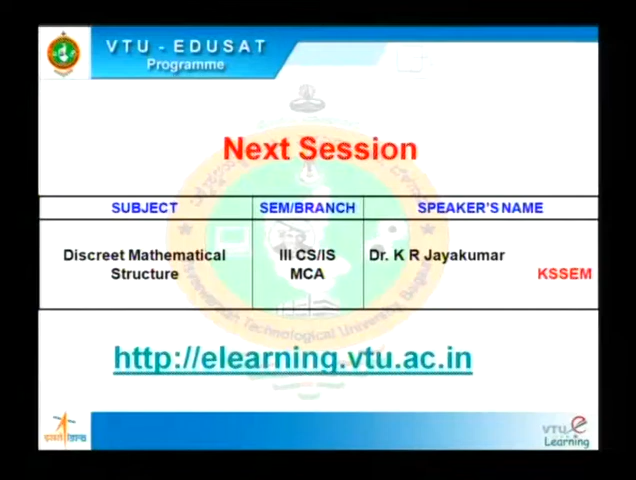 VTU - EDUSAT
Programme
Next Session
SUBJECT SEM/BRANCH SPEAKER'S NAME
Discreet Mathematical Structure III CS/IS MCA Dr. K R Jayakumar
KSSEM
http://elearning.vtu.ac.in
VTU e
Learning